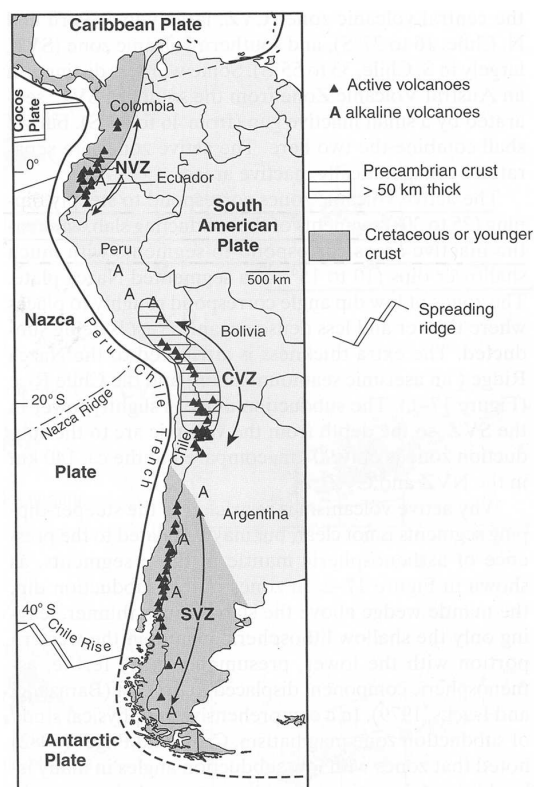 Caribbean Plate
Cocos
Plate
Colombia
A
▲ Active volcanoes
A alkaline volcanoes
0°
NVZ
A
A
Ecuador
Precambrian crust
> 50 km thick
South
American
Plate
Cretaceous or younger
crust
Peru
A
500 km
Nazca
Peru
Chile
Trench
A
A
Bolivia
Spreading
ridge
CVZ
20° S
Nazca Ridge
Plate
Chile
A
Argentina
A
A
SVZ
40° S
Chile Rise
A
A
Antarctic
Plate